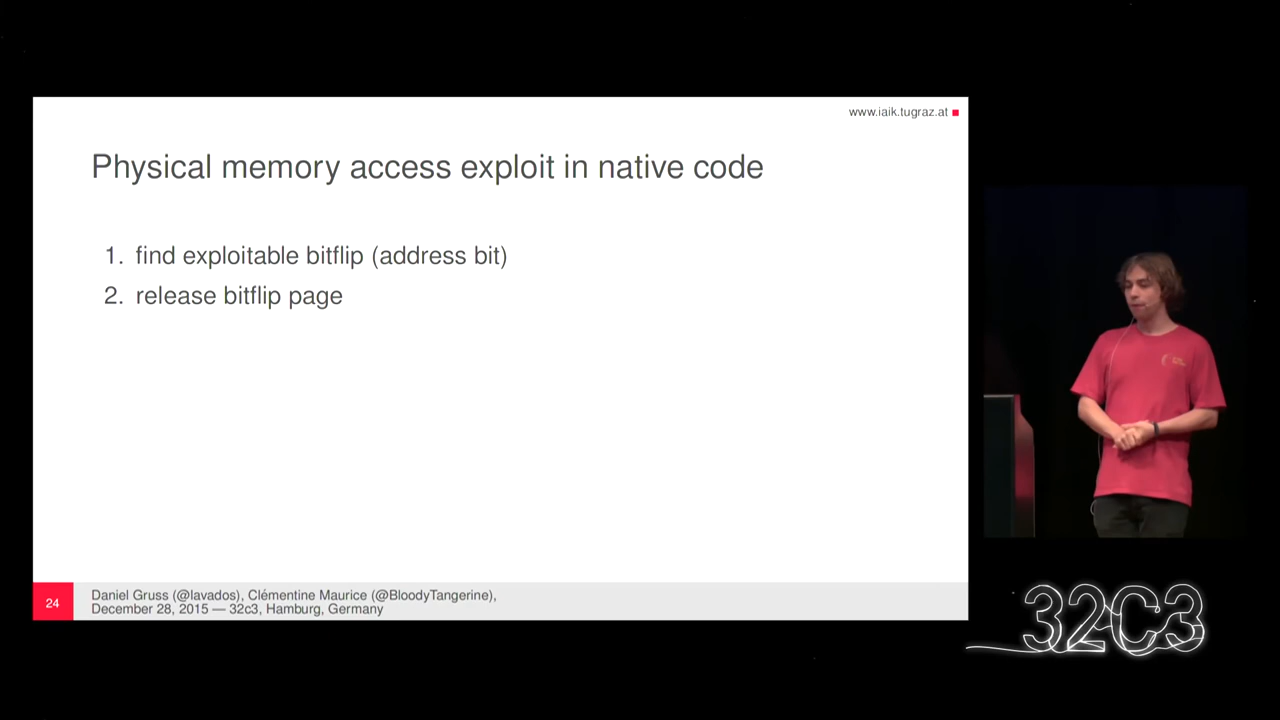 www.iaik.tugraz.at
Physical memory access exploit in native code
1. find exploitable bitflip (address bit)
2. release bitflip page
24
Daniel Gruss (@lavados), Clémentine Maurice (@BloodyTangerine),
December 28, 2015 — 32c3, Hamburg, Germany
32C3